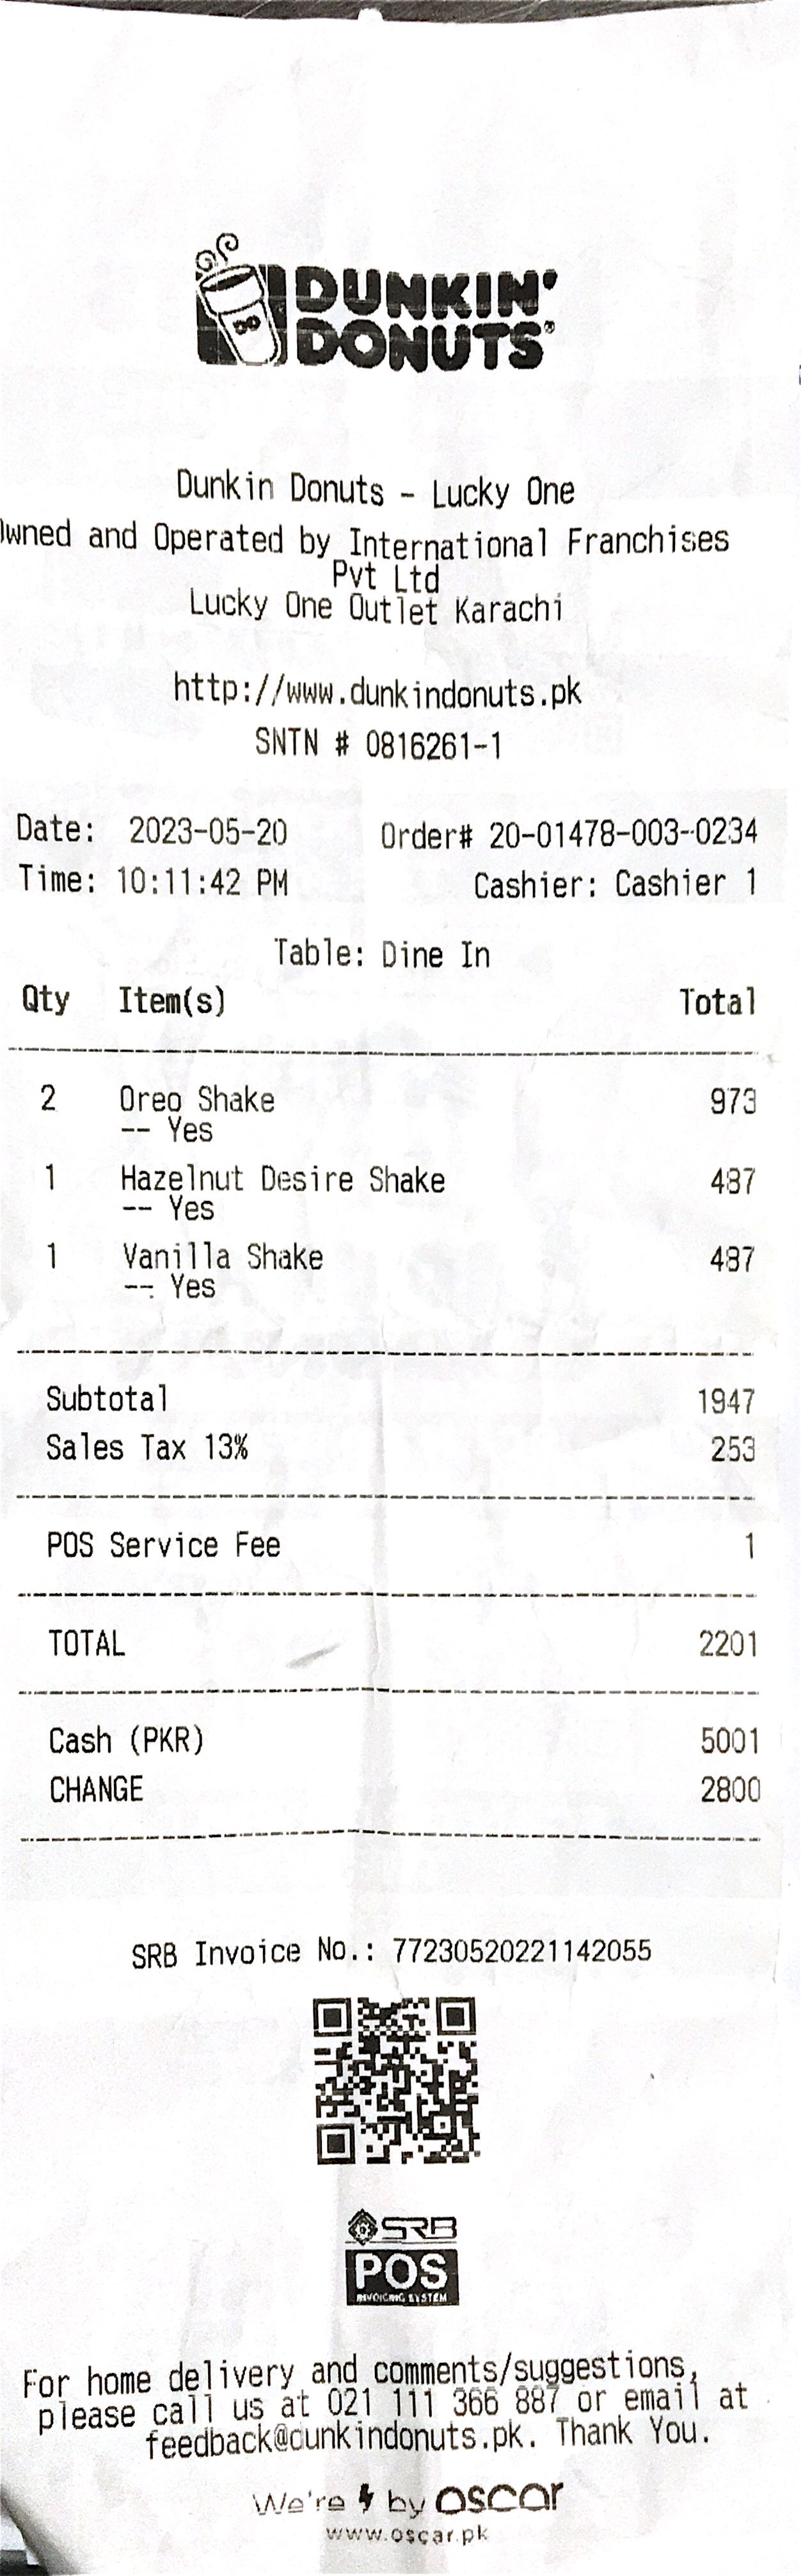 DUNKIN'
DONUTS®
Dunkin Donuts - Lucky One
Owned and Operated by International Franchises
Pvt Ltd
Lucky One Outlet Karachi
http://www.dunkindonuts.pk
SNTN # 0816261-1
Date: 2023-05-20 Order# 20-01478-003-0234
Time: 10:11:42 PM Cashier: Cashier 1
Table: Dine In
Qty Item(s) Total
2 Oreo Shake 973
-- Yes
1 Hazelnut Desire Shake 487
-- Yes
1 Vanilla Shake 487
-- Yes
Subtotal 1947
Sales Tax 13% 253
POS Service Fee 1
TOTAL 2201
Cash (PKR) 5001
CHANGE 2800
SRB Invoice No.: 77230520221142055
SRB
POS
INVOICING SYSTEM
For home delivery and comments/suggestions,
please call us at 021 111 366 887 or email at
feedback@dunkindonuts.pk. Thank You.
We're by oscar
www.oscar.pk